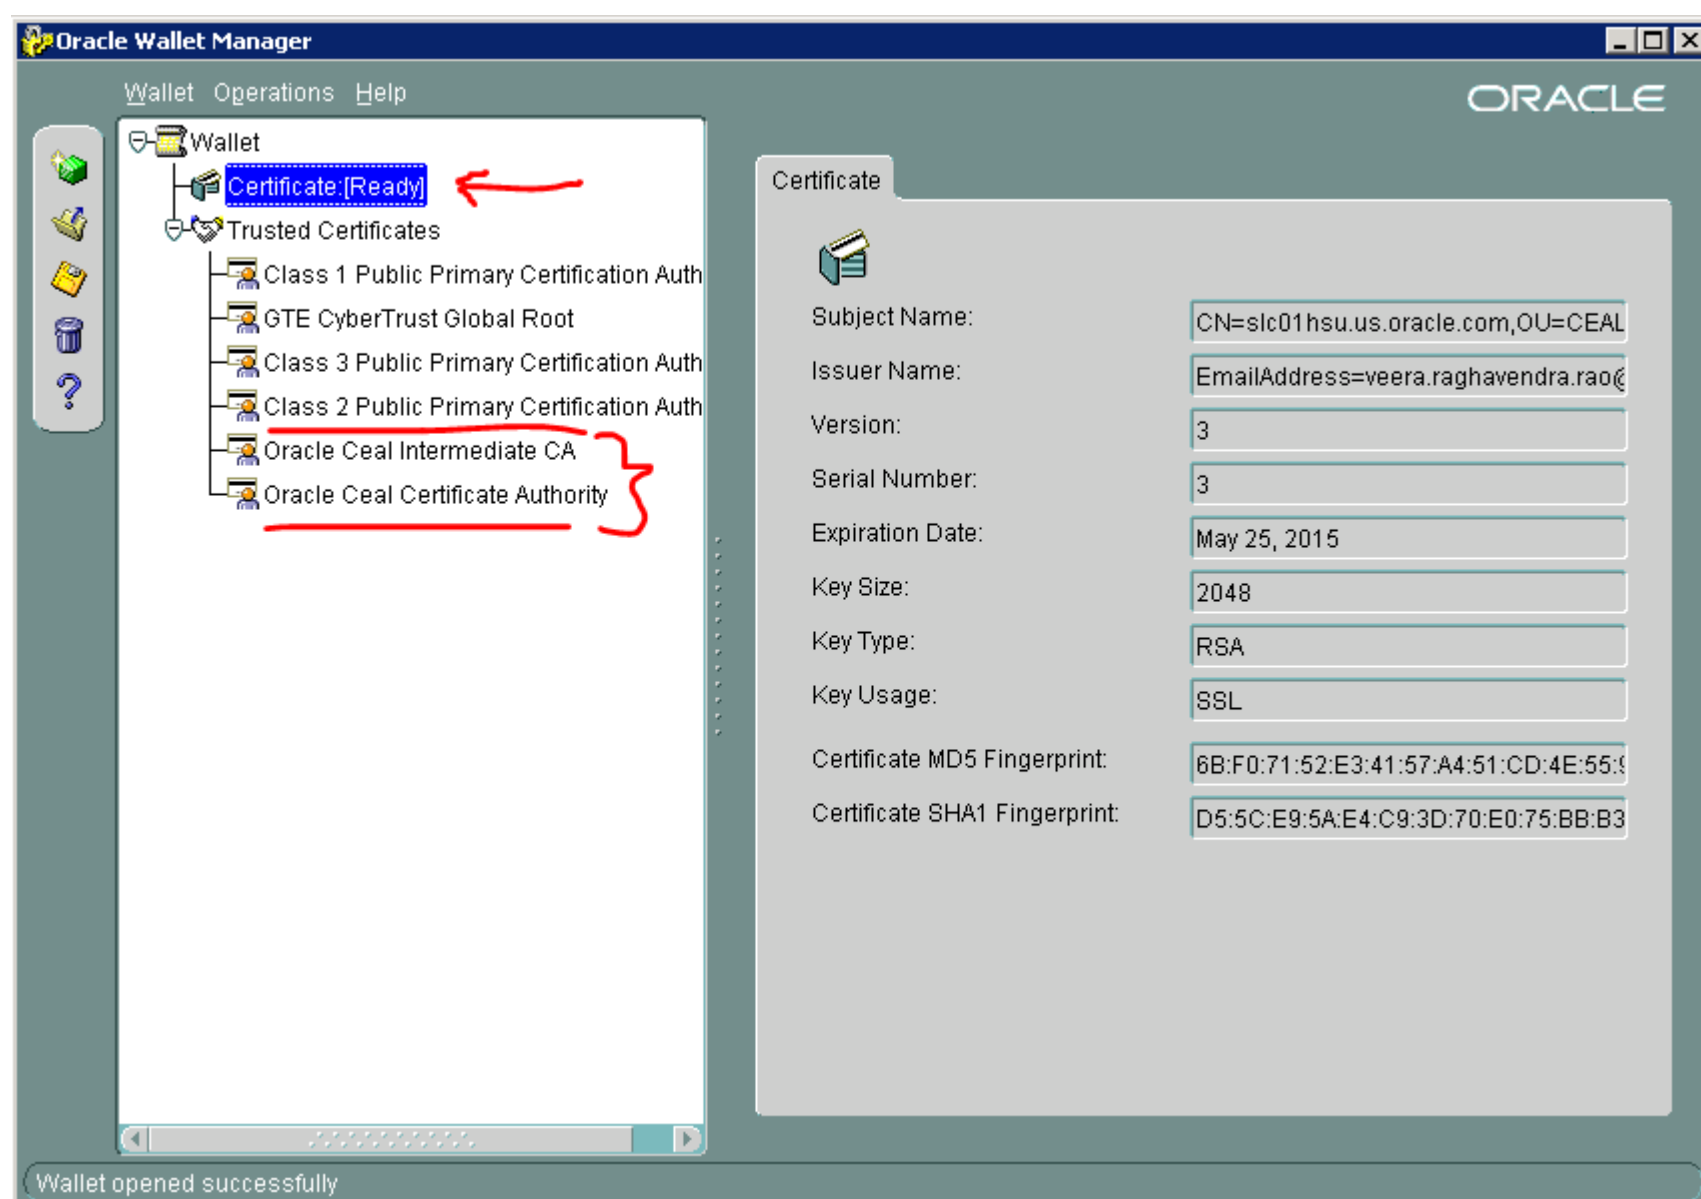 Oracle Wallet Manager
Wallet Operations Help
ORACLE
Wallet
Certificate:[Ready]
Trusted Certificates
Class 1 Public Primary Certification Auth
GTE CyberTrust Global Root
Class 3 Public Primary Certification Auth
Class 2 Public Primary Certification Auth
Oracle Ceal Intermediate CA
Oracle Ceal Certificate Authority
Certificate
Subject Name: CN=slc01hsu.us.oracle.com,OU=CEAL
Issuer Name: EmailAddress=veera.raghavendra.rao@
Version: 3
Serial Number: 3
Expiration Date: May 25, 2015
Key Size: 2048
Key Type: RSA
Key Usage: SSL
Certificate MD5 Fingerprint: 6B:F0:71:52:E3:41:57:A4:51:CD:4E:55:9
Certificate SHA1 Fingerprint: D5:5C:E9:5A:E4:C9:3D:70:E0:75:BB:B3
Wallet opened successfully